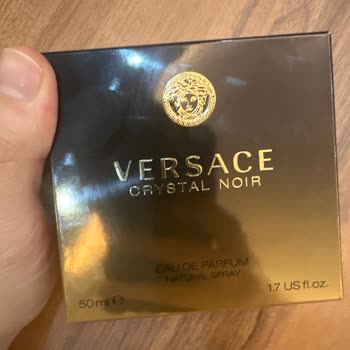 VERSACE
CRYSTAL NOIR
EAU DE PARFUM
NATURAL SPRAY
50 ml e 1.7 US fl.oz.